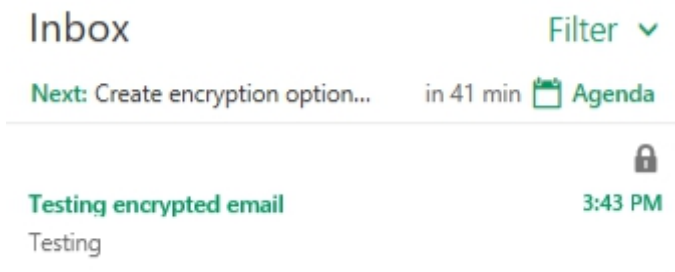 Inbox Filter
Next: Create encryption option... in 41 min Agenda
Testing encrypted email 3:43 PM
Testing